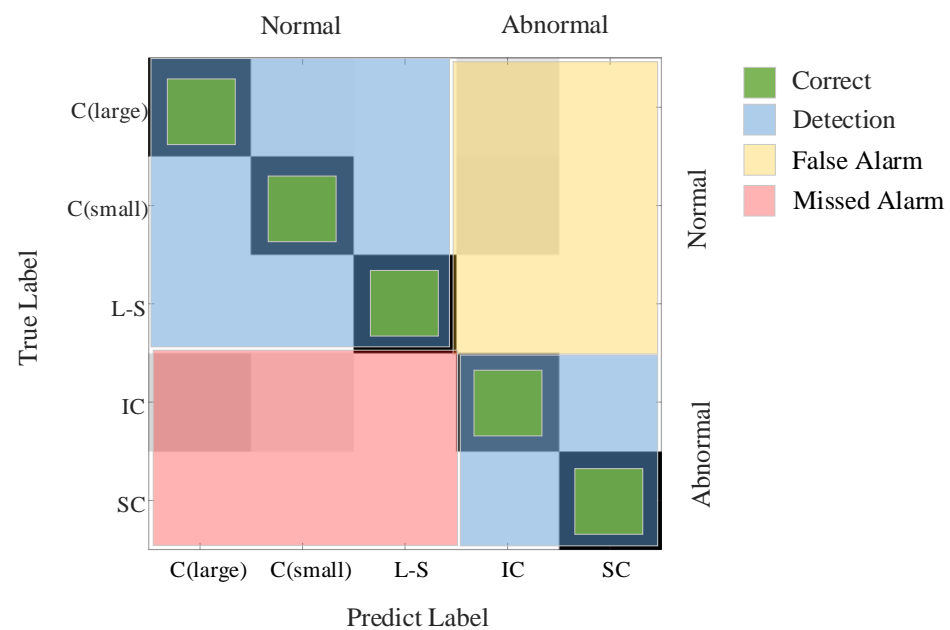 Normal
Abnormal
Correct
Detection
False Alarm
Missed Alarm
True Label
C(large)
C(small)
L-S
IC
SC
Normal
Abnormal
C(large)
C(small)
L-S
IC
SC
Predict Label